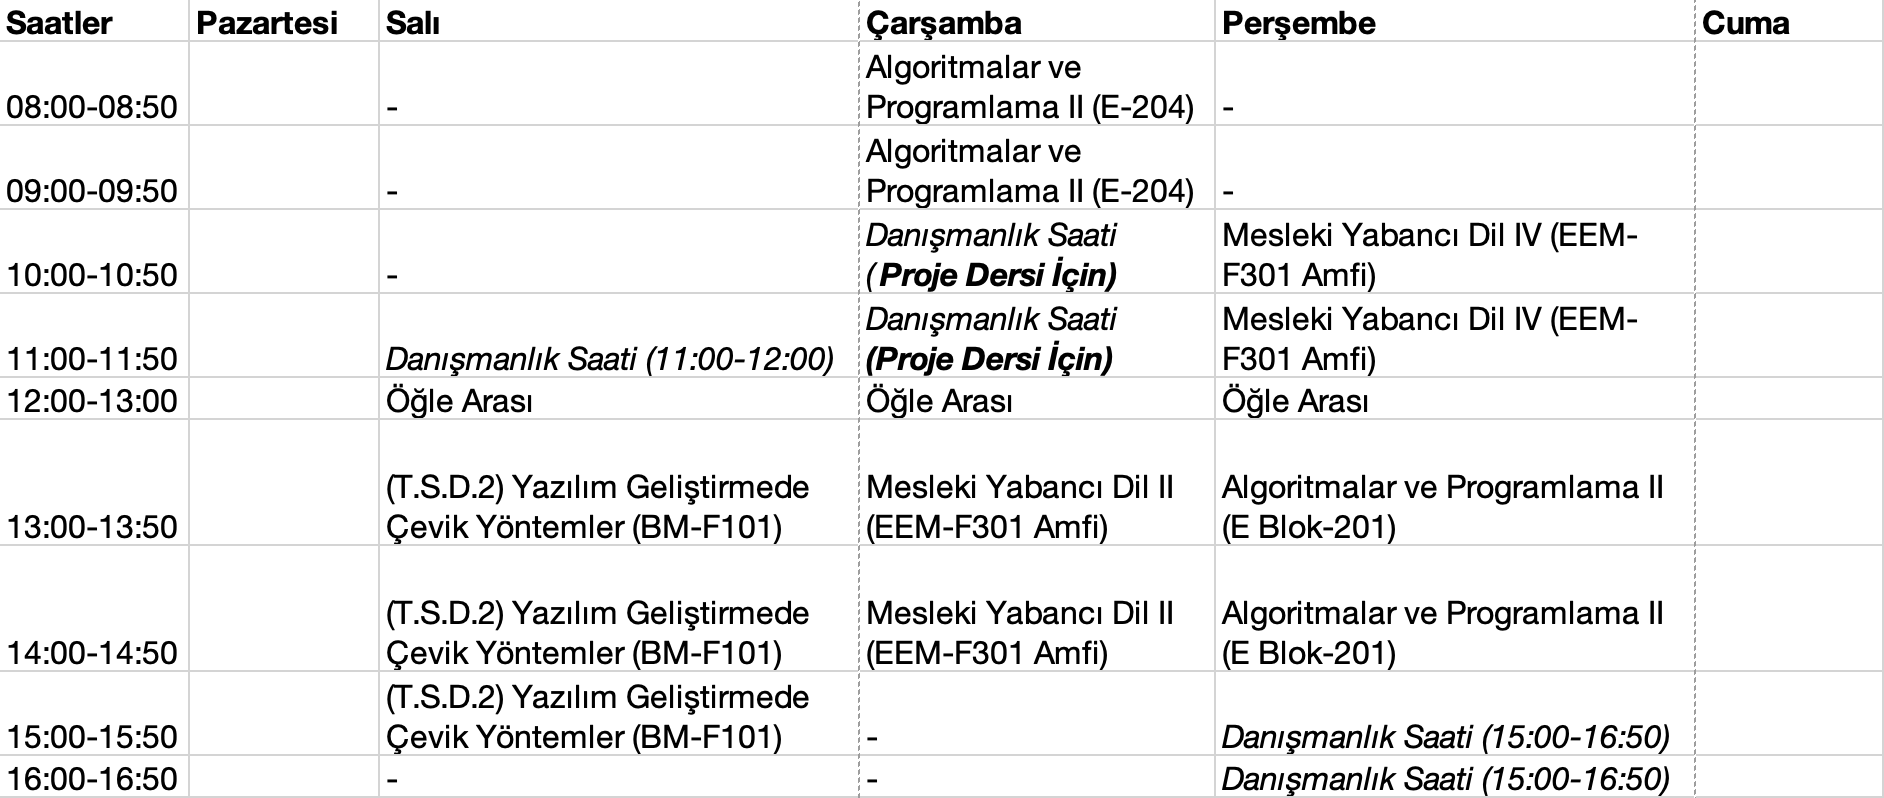 Saatler Pazartesi Salı Çarşamba Perşembe Cuma
Algoritmalar ve
08:00-08:50 - Programlama II (E-204) -
Algoritmalar ve
09:00-09:50 - Programlama II (E-204) -
Danışmanlık Saati Mesleki Yabancı Dil IV (EEM-
10:00-10:50 - (Proje Dersi İçin) F301 Amfi)
Danışmanlık Saati Mesleki Yabancı Dil IV (EEM-
11:00-11:50 Danışmanlık Saati (11:00-12:00) (Proje Dersi İçin) F301 Amfi)
12:00-13:00 Öğle Arası Öğle Arası Öğle Arası
(T.S.D.2) Yazılım Geliştirmede Mesleki Yabancı Dil II Algoritmalar ve Programlama II
13:00-13:50 Çevik Yöntemler (BM-F101) (EEM-F301 Amfi) (E Blok-201)
(T.S.D.2) Yazılım Geliştirmede Mesleki Yabancı Dil II Algoritmalar ve Programlama II
14:00-14:50 Çevik Yöntemler (BM-F101) (EEM-F301 Amfi) (E Blok-201)
(T.S.D.2) Yazılım Geliştirmede
15:00-15:50 Çevik Yöntemler (BM-F101) - Danışmanlık Saati (15:00-16:50)
16:00-16:50 - - Danışmanlık Saati (15:00-16:50)